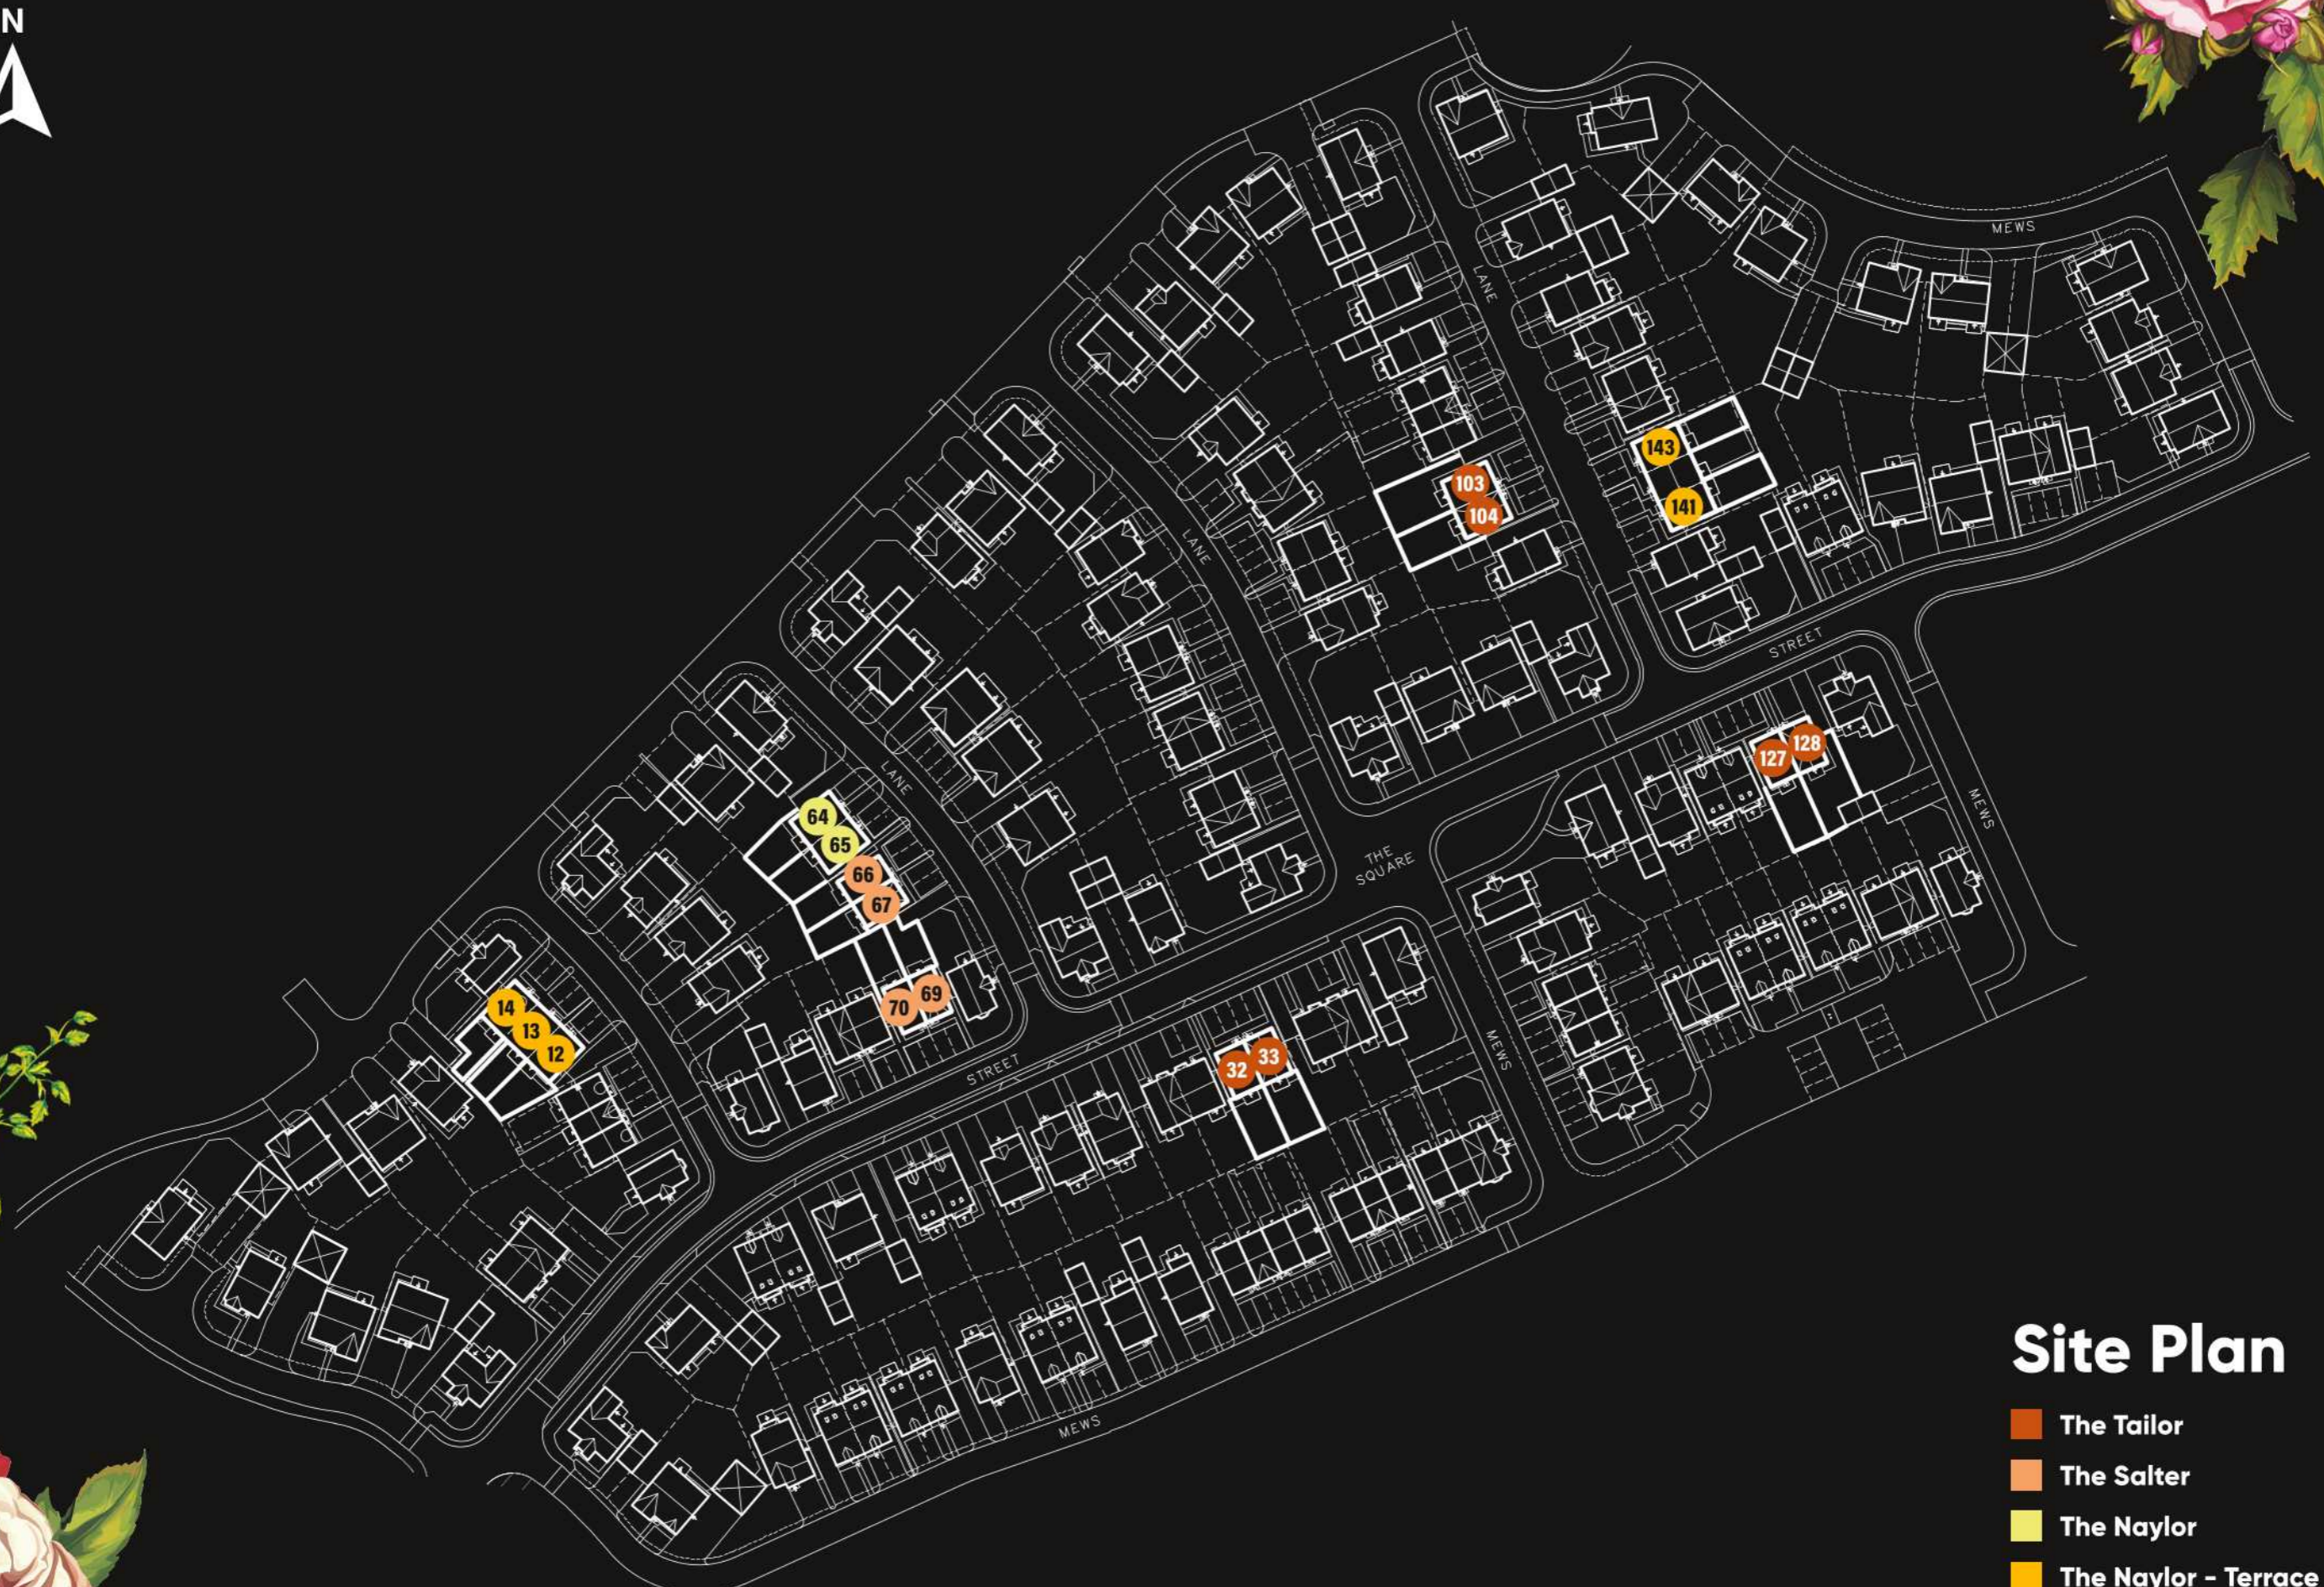 N
MEWS
LANE
143
103
104
141
LANE
STREET
128
127
LANE
MEWS
64
65
THE
SQUARE
66
67
69
70
14
13
12
MEWS
33
32
STREET
MEWS
Site Plan
The Tailor
The Salter
The Naylor
The Naylor - Terrace